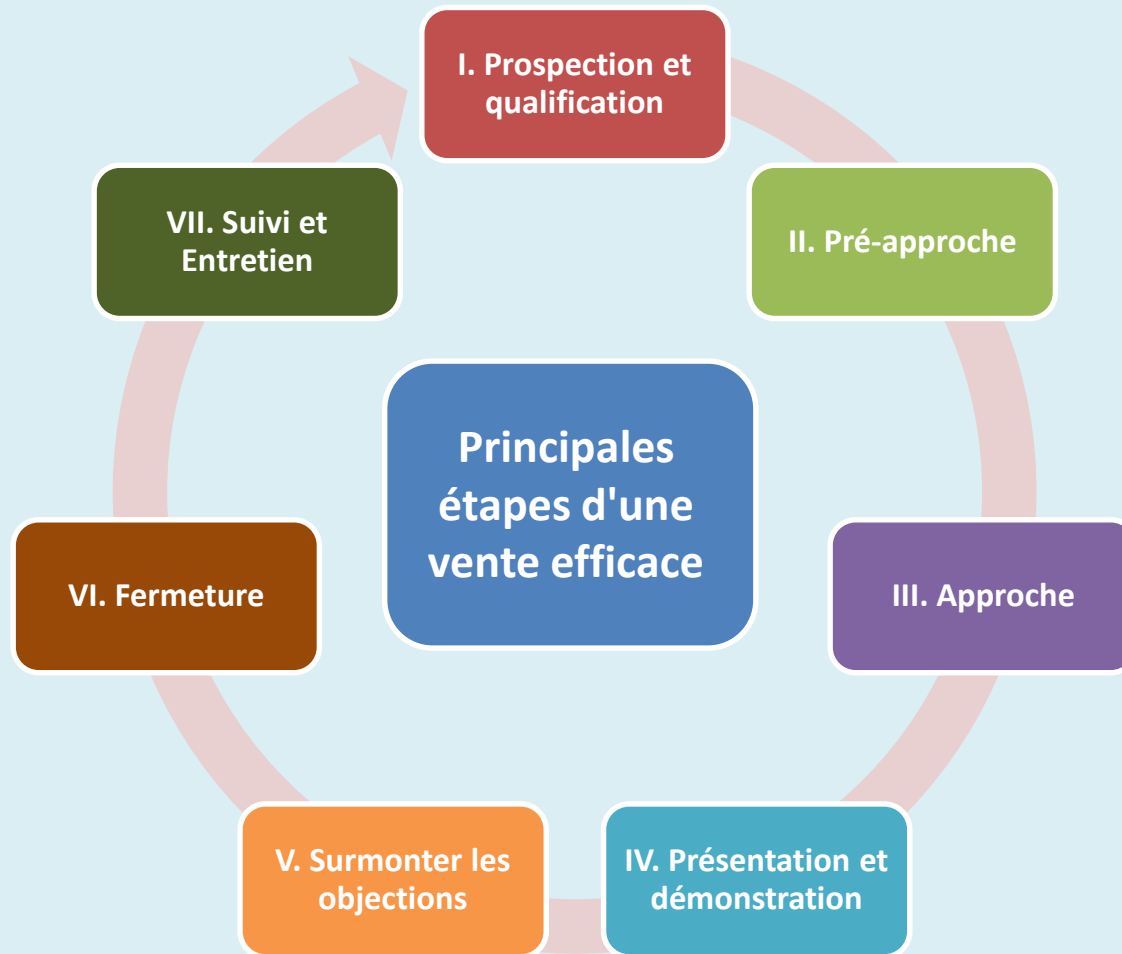 I. Prospection et
qualification
II. Pré-approche
III. Approche
IV. Présentation et
démonstration
V. Surmonter les
objections
VI. Fermeture
VII. Suivi et
Entretien
Principales
étapes d'une
vente efficace